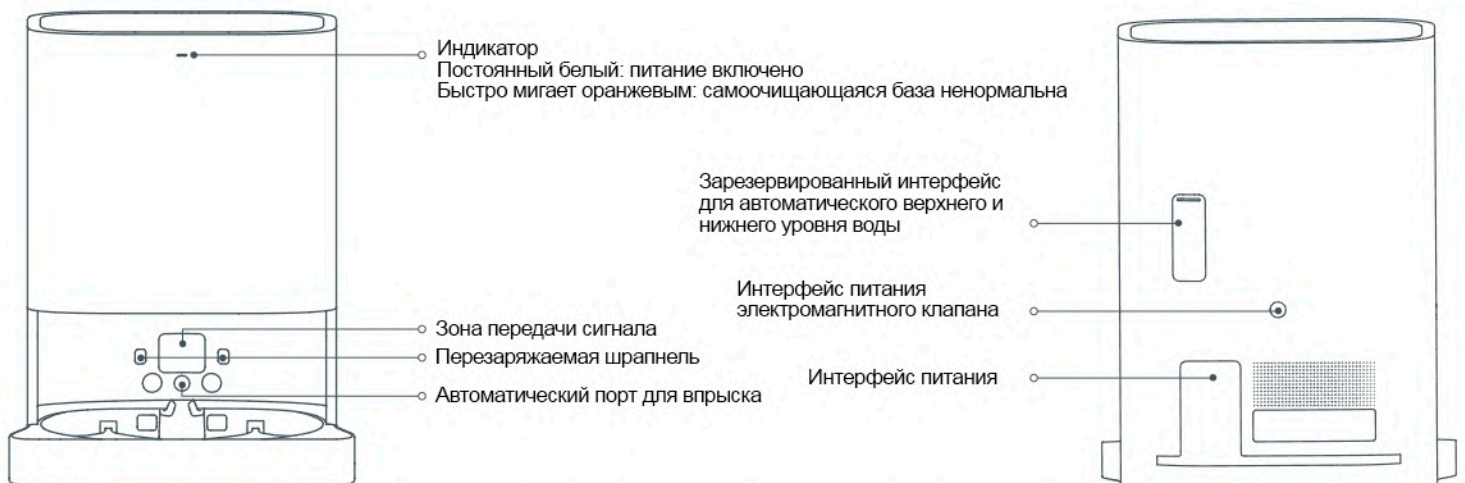 Индикатор
Постоянный белый: питание включено
Быстро мигает оранжевым: самоочищающаяся база ненормальна
Зарезервированный интерфейс
для автоматического верхнего и
нижнего уровня воды
Интерфейс питания
электромагнитного клапана
Зона передачи сигнала
Перезаряжаемая шрапнель
Интерфейс питания
Автоматический порт для впрыска